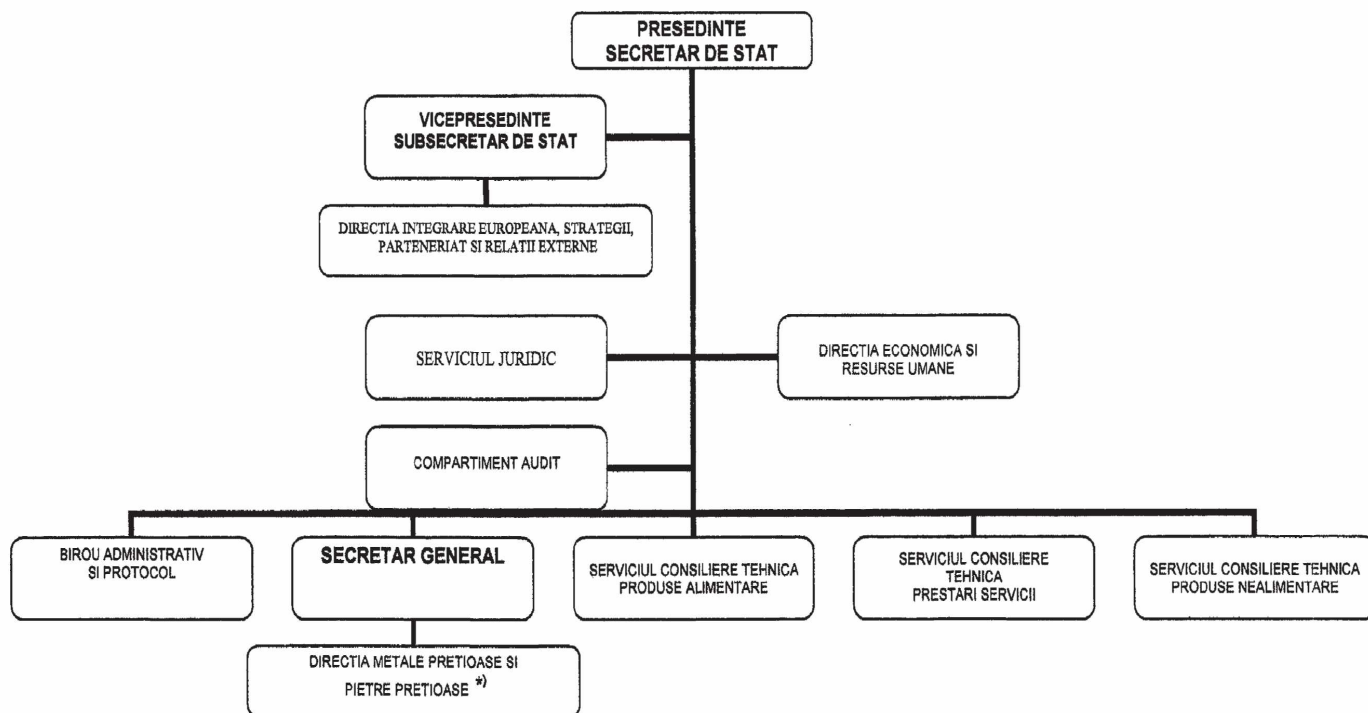 PRESEDINTE
SECRETAR DE STAT
VICEPRESEDINTE
SUBSECRETAR DE STAT
DIRECTIA INTEGRARE EUROPEANA, STRATEGII,
PARTENERIAT SI RELATII EXTERNE
SERVICIUL JURIDIC
DIRECTIA ECONOMICA SI
RESURSE UMANE
COMPARTIMENT AUDIT
BIROU ADMINISTRATIV
SI PROTOCOL
SECRETAR GENERAL
SERVICIUL CONSILIERE TEHNICA
PRODUSE ALIMENTARE
SERVICIUL CONSILIERE
TEHNICA
PRESTARI SERVICII
SERVICIUL CONSILIERE TEHNICA
PRODUSE NEALIMENTARE
DIRECTIA METALE PRETIOASE SI
PIETRE PRETIOASE *)